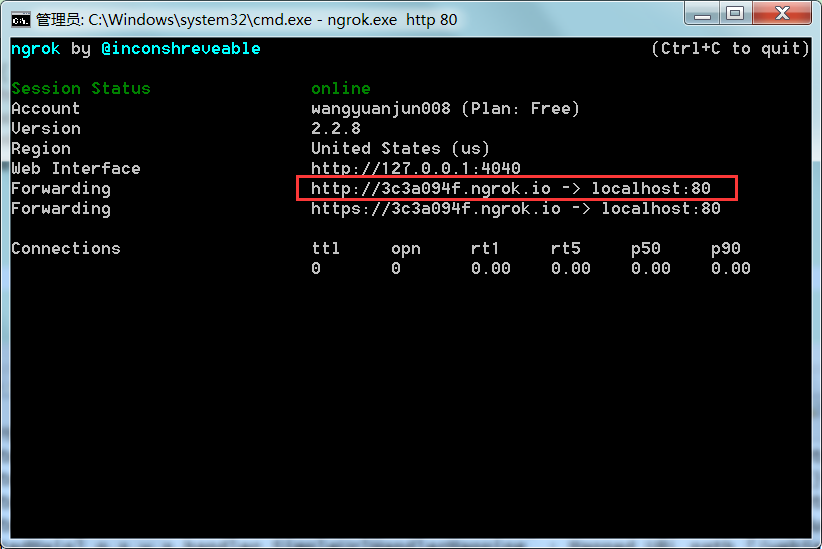 管理员: C:\Windows\system32\cmd.exe - ngrok.exe  http 80
ngrok by @inconshreveable (Ctrl+C to quit)
Session Status online
Account wangyuanjun008 (Plan: Free)
Version 2.2.8
Region United States (us)
Web Interface http://127.0.0.1:4040
Forwarding http://3c3a094f.ngrok.io -> localhost:80
Forwarding https://3c3a094f.ngrok.io -> localhost:80
Connections ttl opn rt1 rt5 p50 p90
0 0 0.00 0.00 0.00 0.00